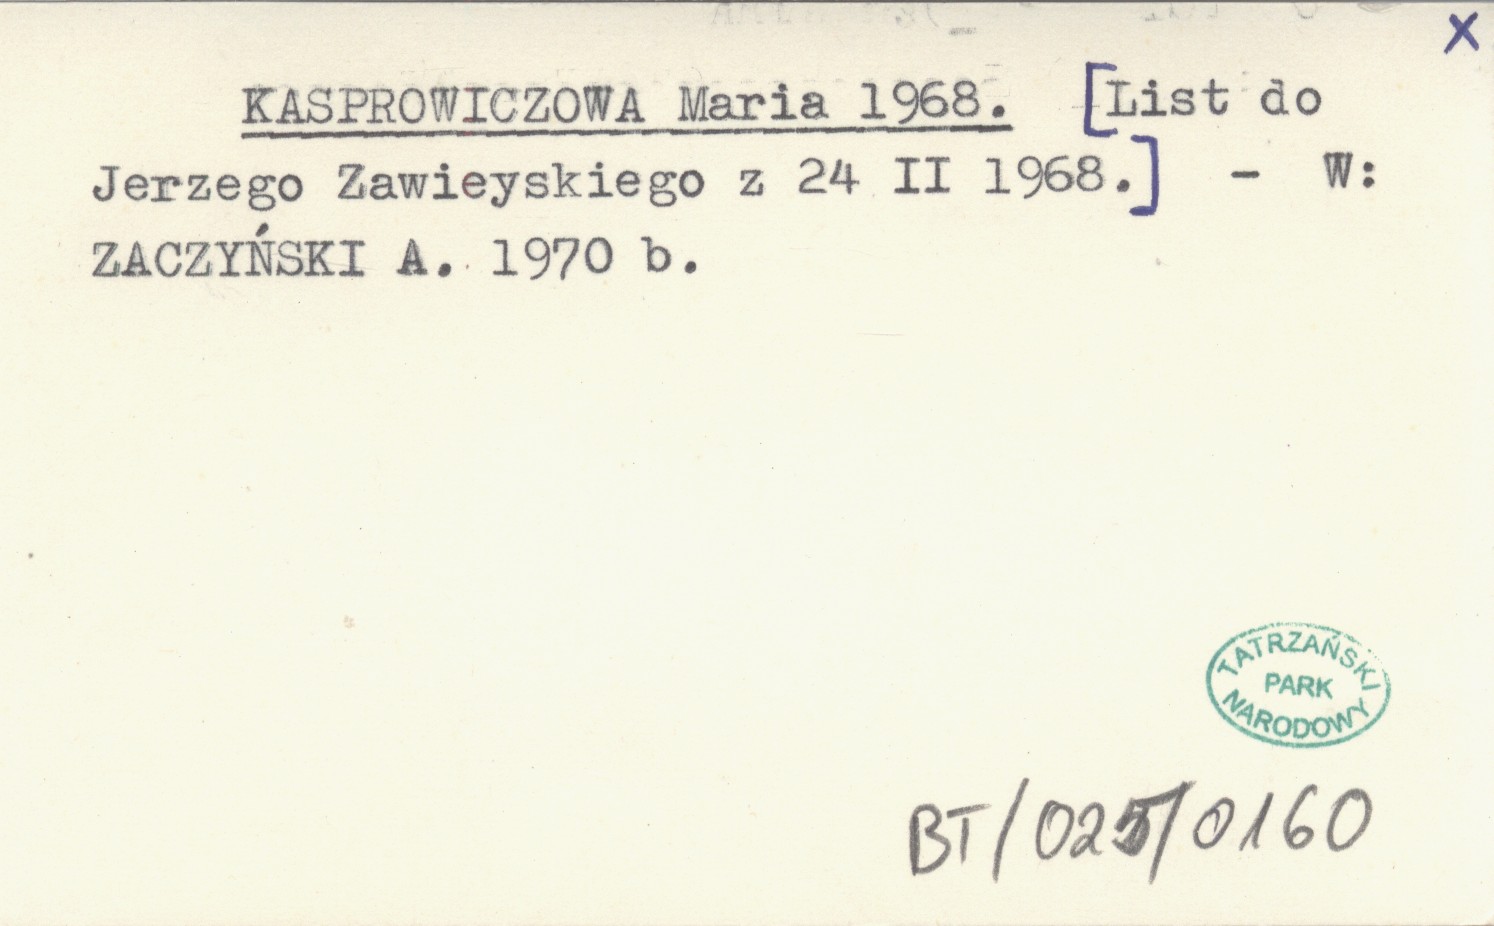 X
KASPROWICZOWA Maria 1968. [List do
Jerzego Zawieyskiego z 24 II 1968.] - W:
ZACZYŃSKI A. 1970 b.
TATRZAŃSKI
PARK
NARODOWY
BT/025/0160